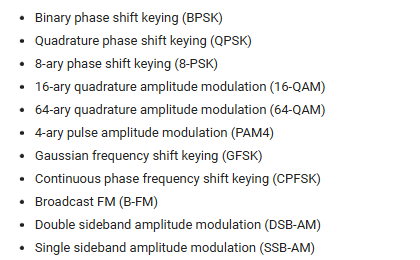 • Binary phase shift keying (BPSK)
• Quadrature phase shift keying (QPSK)
• 8-ary phase shift keying (8-PSK)
• 16-ary quadrature amplitude modulation (16-QAM)
• 64-ary quadrature amplitude modulation (64-QAM)
• 4-ary pulse amplitude modulation (PAM4)
• Gaussian frequency shift keying (GFSK)
• Continuous phase frequency shift keying (CPFSK)
• Broadcast FM (B-FM)
• Double sideband amplitude modulation (DSB-AM)
• Single sideband amplitude modulation (SSB-AM)